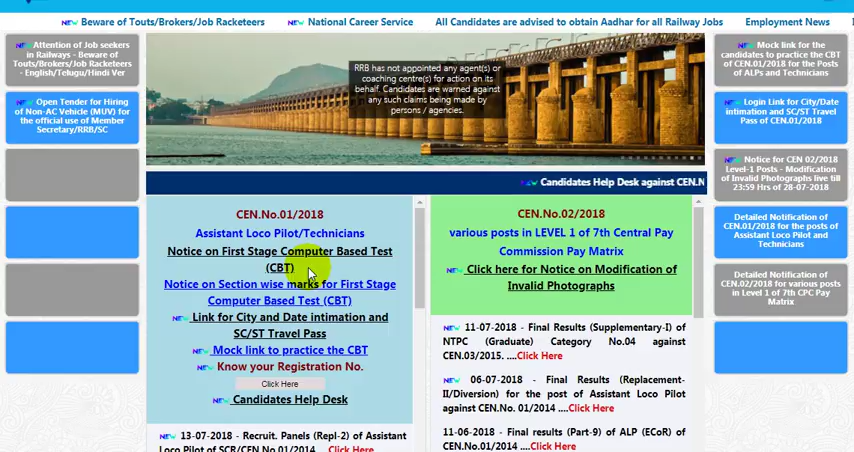 NEW Beware of Touts/Brokers/Job Racketeers NEW National Career Service All Candidates are advised to obtain Aadhar for all Railway Jobs Employment News
NEW Attention of Job seekers
in Railways - Beware of
Touts/Brokers/Job Racketeers
- English/Telugu/Hindi Ver
NEW Open Tender for Hiring
of Non-AC Vehicle (MUV) for
the official use of Member
Secretary/RRB/SC
RRB has not appointed any agent(s) or
coaching centre(s) for action on its
behalf. Candidates are warned against
any such claims being made by
persons / agencies.
NEW Candidates Help Desk against CEN.N
CEN.No.01/2018
Assistant Loco Pilot/Technicians
Notice on First Stage Computer Based Test
(CBT)
Notice on Section wise marks for First Stage
Computer Based Test (CBT)
NEW Link for City and Date intimation and
SC/ST Travel Pass
NEW Mock link to practice the CBT
NEW Know your Registration No.
Click Here
NEW Candidates Help Desk
NEW 13-07-2018 - Recruit. Panels (Repl-2) of Assistant
Loco Pilot of SCR/CEN No.01/2014 .... Click Here
CEN.No.02/2018
various posts in LEVEL 1 of 7th Central Pay
Commission Pay Matrix
NEW Click here for Notice on Modification of
Invalid Photographs
NEW 11-07-2018 - Final Results (Supplementary-I) of
NTPC (Graduate) Category No.04 against
CEN.03/2015. ....Click Here
NEW 06-07-2018 - Final Results (Replacement-
II/Diversion) for the post of Assistant Loco Pilot
against CEN.No. 01/2014 ....Click Here
11-06-2018 - Final results (Part-9) of ALP (ECoR) of
CEN.No.01/2014 ....Click Here
NEW Mock link for the
candidates to practice the CBT
of CEN.01/2018 for the Posts
of ALPs and Technicians
NEW Login Link for City/Date
intimation and SC/ST Travel
Pass of CEN.01/2018
NEW Notice for CEN 02/2018
Level-1 Posts - Modification
of Invalid Photographs live till
23:59 Hrs of 28-07-2018
Detailed Notification of
CEN.01/2018 for the posts of
Assistant Loco Pilot and
Technicians
Detailed Notification of
CEN.02/2018 for various posts
in Level 1 of 7th CPC Pay
Matrix